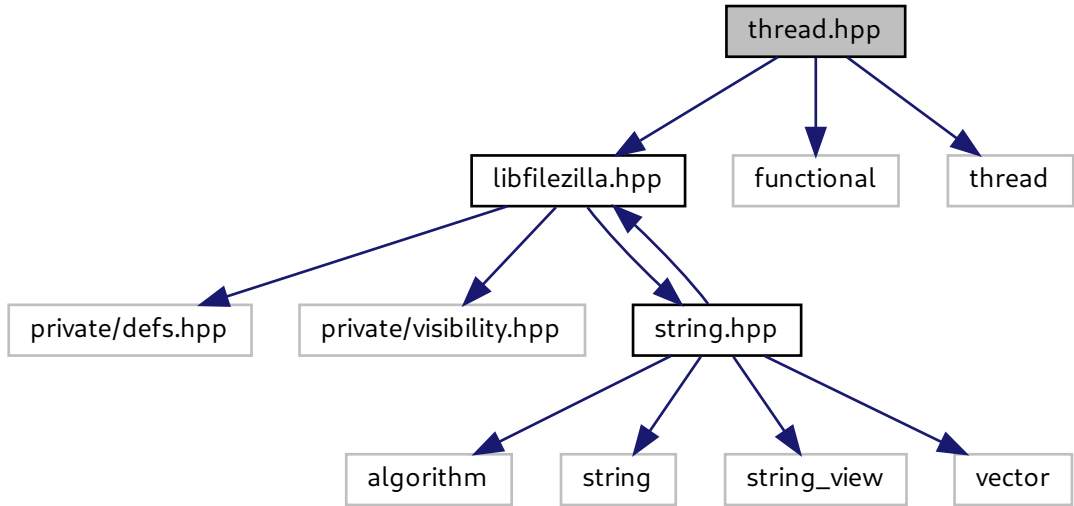 thread.hpp
libfilezilla.hpp
functional
thread
private/defs.hpp
private/visibility.hpp
string.hpp
algorithm
string
string_view
vector